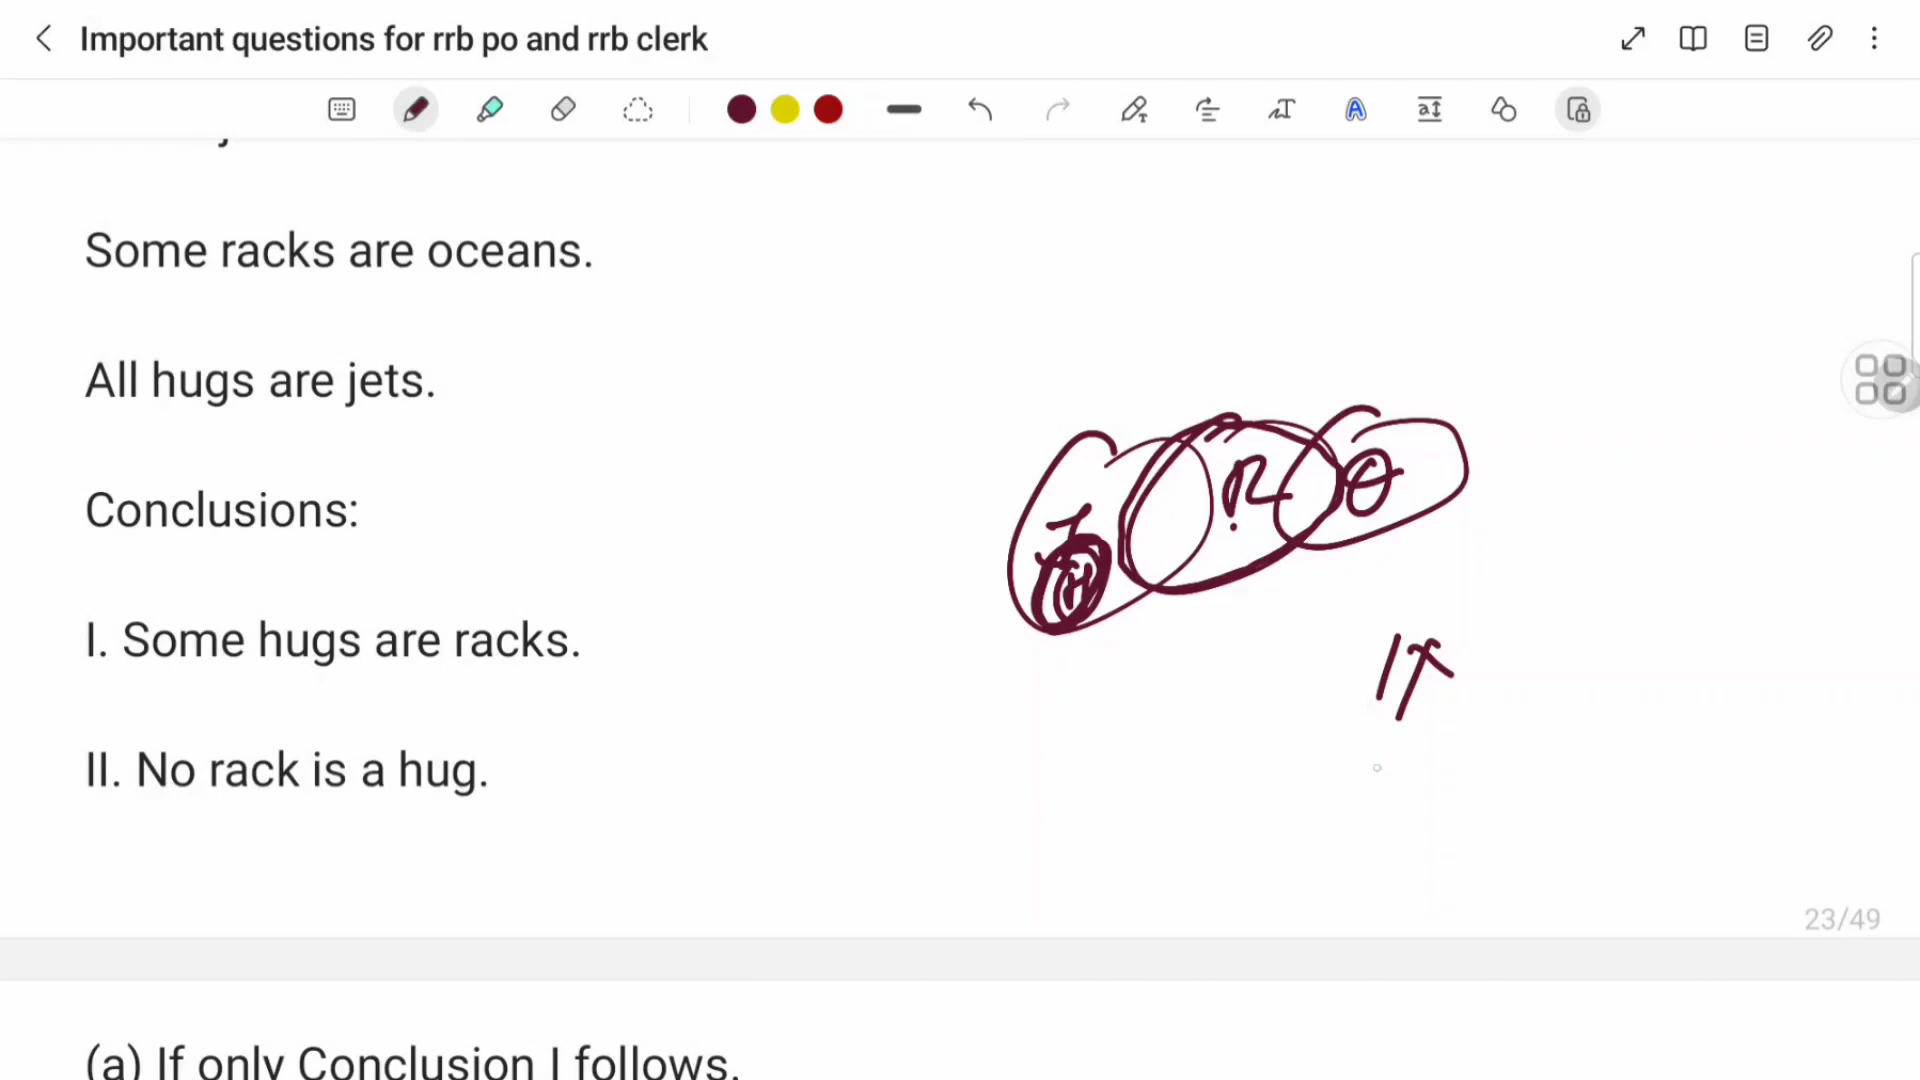 Important questions for rrb po and rrb clerk
Some racks are oceans.
All hugs are jets.
Conclusions:
I. Some hugs are racks.
II. No rack is a hug.
J
H
R
O
23/49
(a) If only Conclusion I follows.